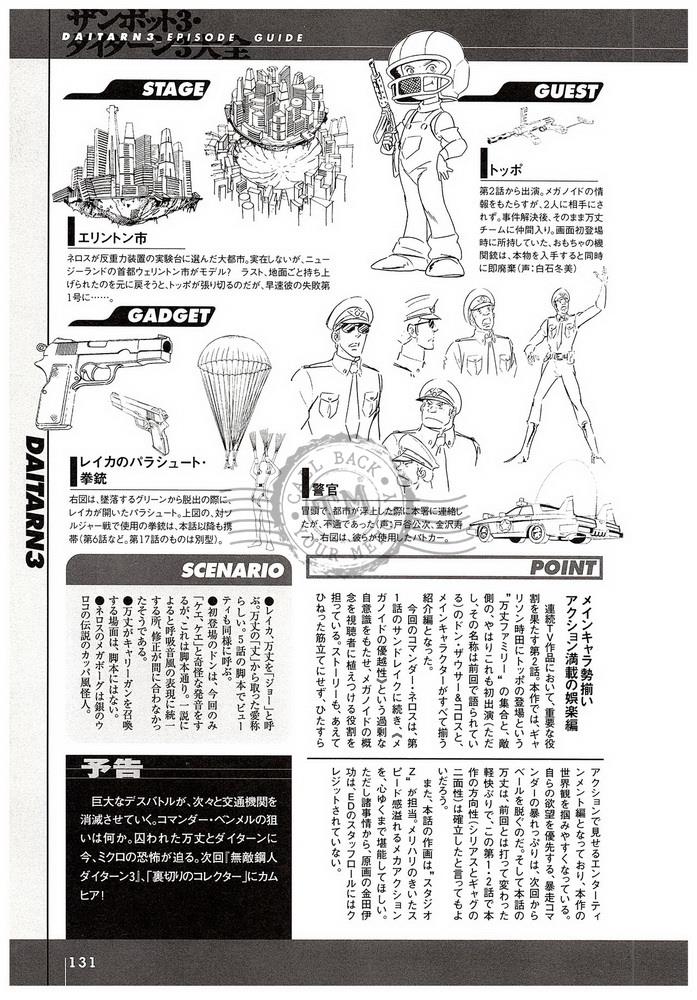 ザンボット3・
ダイターン3大全
DAITARN3 EPISODE GUIDE
STAGE
エリントン市
ネロスが反重力装置の実験台に選んだ大都市。実在しないが、ニュー
ジーランドの首都ウェリントン市がモデル? ラスト、地面ごと持ち上
げられたのを元に戻そうと、トッポが張り切るのだが、早速彼の失敗第
1号に……。
GUEST
トッポ
第2話から出演。メガノイドの情
報をもたらすが、2人に相手にさ
れず。事件解決後、そのまま万丈
チームに仲間入り。画面初登場
時に所持していた、おもちゃの機
関銃は、本物を入手すると同時
に即廃棄(声:白石冬美)
GADGET
レイカのパラシュート・
拳銃
右図は、墜落するグリーンから脱出の際に、
レイカが開いたパラシュート。上図の、対ソ
ルジャー戦で使用の拳銃は、本話以降も携
帯(第6話など。第17話のものは別型)。
警官
冒頭で、都市が浮上した際に本署に連絡し
たが、不通であった(声:戸谷公次、金沢寿
一)。右図は、彼らが使用したパトカー。
CALL BACK
YOUR ME
TM
DAITARN3
SCENARIO
●レイカ、万丈を「ジョー」と呼
ぶ。万丈の「丈」から取った愛称
らしい。5話の脚本でビュー
ティも同様に呼ぶ。
●初登場のドンは、今回のみ
「ケェ、ケエ」と奇怪な発音をす
るが、これは脚本通り。一説に
よると呼吸音風の表現に統一
する所、修正が間に合わなかっ
たそうである。
●万丈がキャリガーンを召喚
する場面は、脚本にはない。
●ネロスのメガボーグは銀のウ
ロコの伝説のカッパ風怪人。
POINT
メインキャラ勢揃い
アクション満載の娯楽編
連続TV作品において、重要な役
割を果たす第2話。本作では、ギャ
リソン時田にトッポの登場という
"万丈ファミリー"の集合と、敵
側の、やはりこれも初出演(ただ
し、その名称は前回で語られてい
る)のドン・ザウサー&コロスと、
メインキャラクターがすべて揃う
紹介編となった。
今回のコマンダー・ネロスは、第
1話のサンドレイクに続き、《メ
ガノイドの優越性》という過剰な
自意識をもたせ、メガノイドの概
念を視聴者に植えつける役割を
担っている。ストーリーも、あえて
ひねった筋立てにせず、ひたすら
アクションで見せるエンターティ
ンメント編となっており、本作の
世界観を掴みやすくなっている。
自らの欲望を優先する、暴走コマ
ンダーの暴れっぷりは、次回から
ベールを脱ぐのだ。そして本話の
万丈は、前回とは打って変わった
軽快ぶりで、この第1・2話で本
作の方向性(シリアスとギャグの
二面性)は確立したと言ってもよ
いだろう。
また、本話の作画は"スタジオ
Z"が担当。メリハリのきいたス
ピード感溢れるメカアクション
を、心ゆくまで堪能してほしい。
ただし諸事情から、原画の金田伊
功は、EDのスタッフロールにはク
レジットされていない。
予告
巨大なデスバトルが、次々と交通機関を
消滅させていく。コマンダー・ベンメルの狙
いは何か。囚われた万丈とダイターンに
今、ミクロの恐怖が迫る。次回『無敵鋼人
ダイターン3』、「裏切りのコレクター」にカム
ヒア!
131